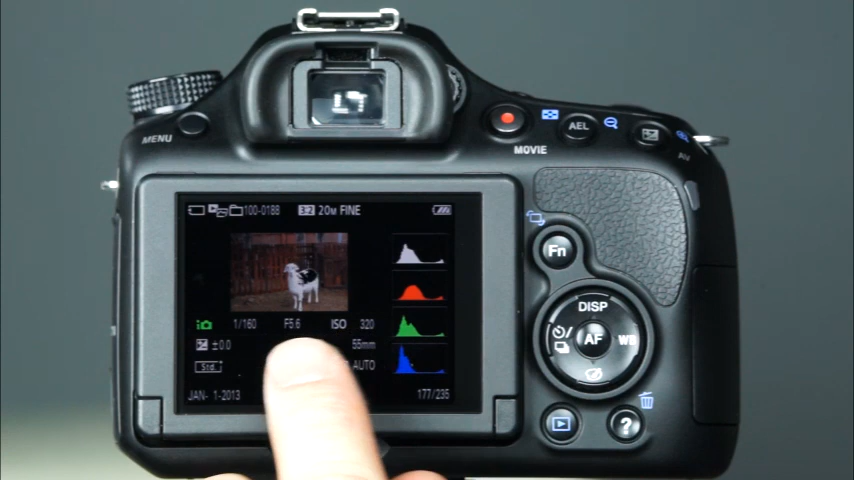 MENU
MOVIE
AEL
AV
100-0188 3:2 20M FINE
1/160 F5.6 ISO 320
±0.0 55mm
Std. AUTO
JAN- 1-2013 177/235
Fn
DISP
AF
WB
?